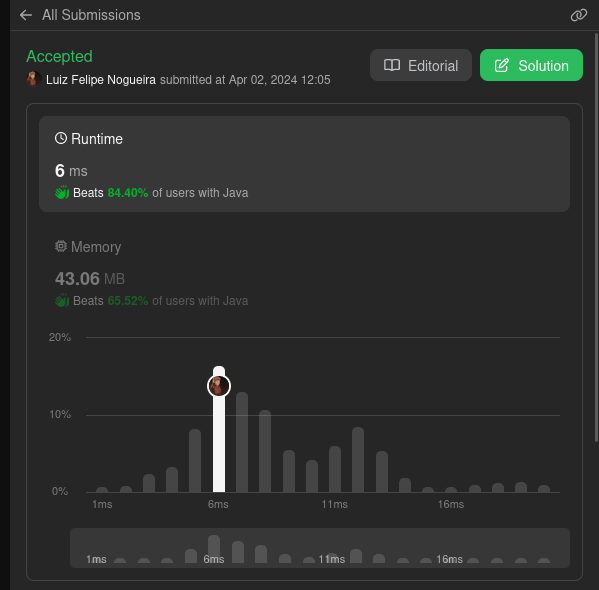 All Submissions
Accepted
Luiz Felipe Nogueira submitted at Apr 02, 2024 12:05
Editorial
Solution
Runtime
6 ms
Beats 84.40% of users with Java
Memory
43.06 MB
Beats 65.52% of users with Java
20%
10%
0%
1ms 6ms 11ms 16ms
1ms 6ms 11ms 16ms